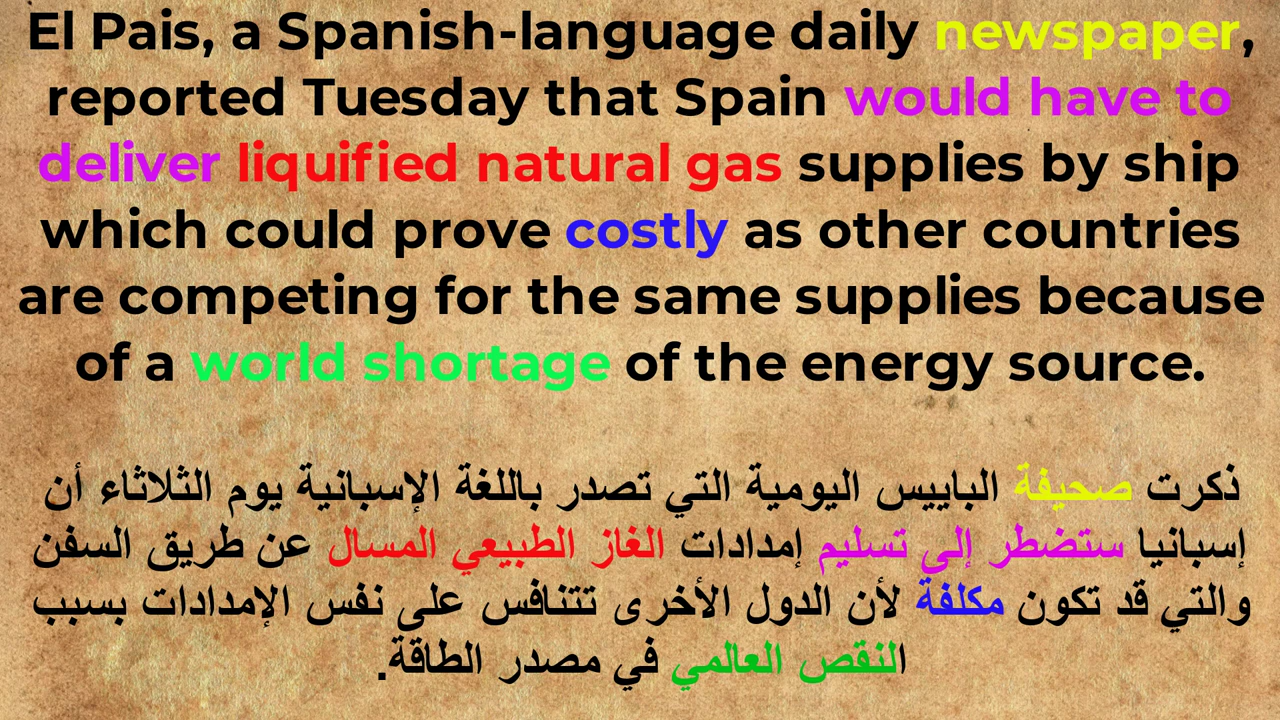 El Pais, a Spanish-language daily newspaper,
reported Tuesday that Spain would have to
deliver liquified natural gas supplies by ship
which could prove costly as other countries
are competing for the same supplies because
of a world shortage of the energy source.
ذكرت صحيفة الباييس اليومية التي تصدر باللغة الإسبانية يوم الثلاثاء أن
إسبانيا ستضطر إلى تسليم إمدادات الغاز الطبيعي المسال عن طريق السفن
والتي قد تكون مكلفة لأن الدول الأخرى تتنافس على نفس الإمدادات بسبب
النقص العالمي في مصدر الطاقة.